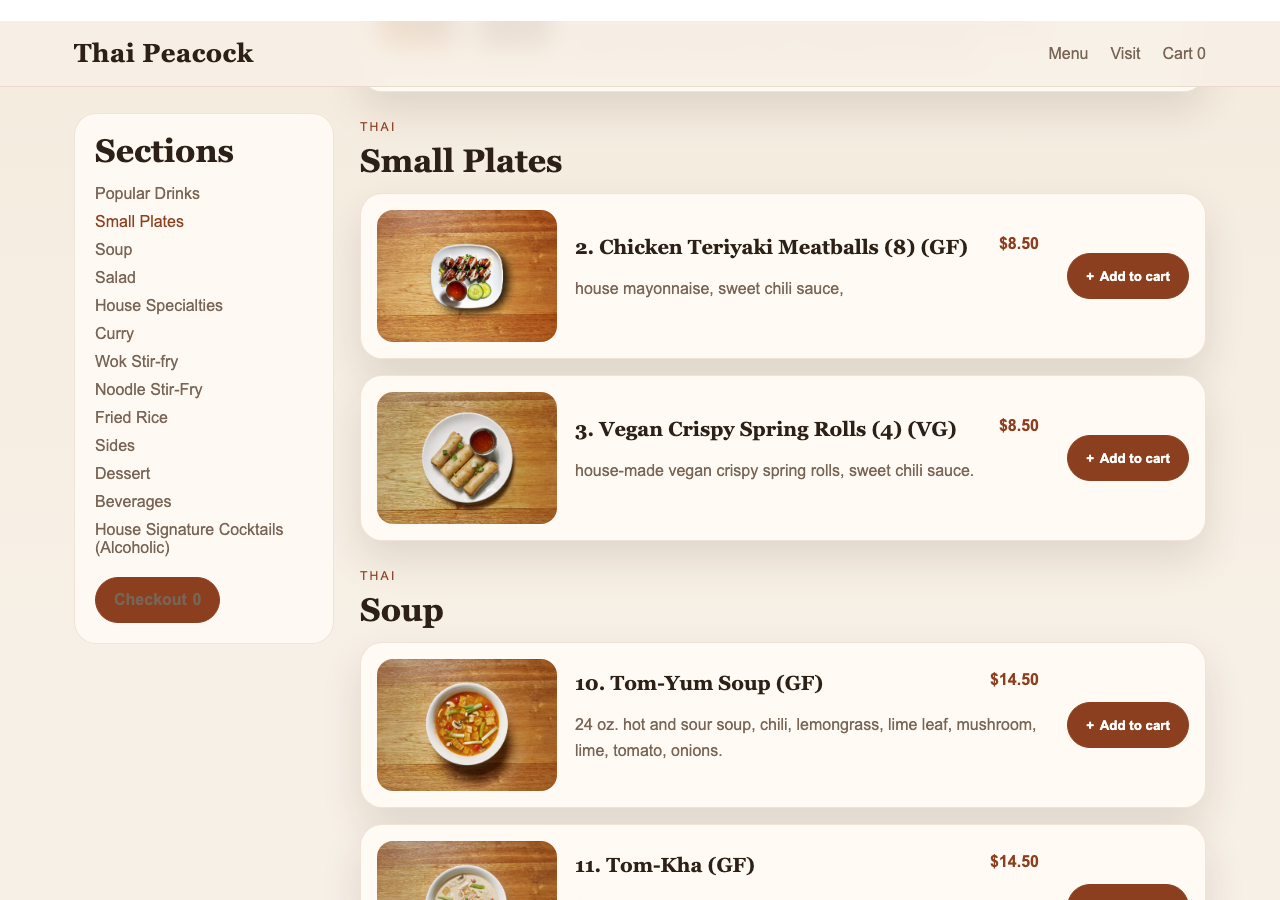 Thai Peacock
Menu Visit Cart 0
Sections
Popular Drinks
Small Plates
Soup
Salad
House Specialties
Curry
Wok Stir-fry
Noodle Stir-Fry
Fried Rice
Sides
Dessert
Beverages
House Signature Cocktails
(Alcoholic)
Checkout 0
THAI
Small Plates
2. Chicken Teriyaki Meatballs (8) (GF)
$8.50
house mayonnaise, sweet chili sauce,
+ Add to cart
3. Vegan Crispy Spring Rolls (4) (VG)
$8.50
house-made vegan crispy spring rolls, sweet chili sauce.
+ Add to cart
THAI
Soup
10. Tom-Yum Soup (GF)
$14.50
24 oz. hot and sour soup, chili, lemongrass, lime leaf, mushroom,
lime, tomato, onions.
+ Add to cart
11. Tom-Kha (GF)
$14.50